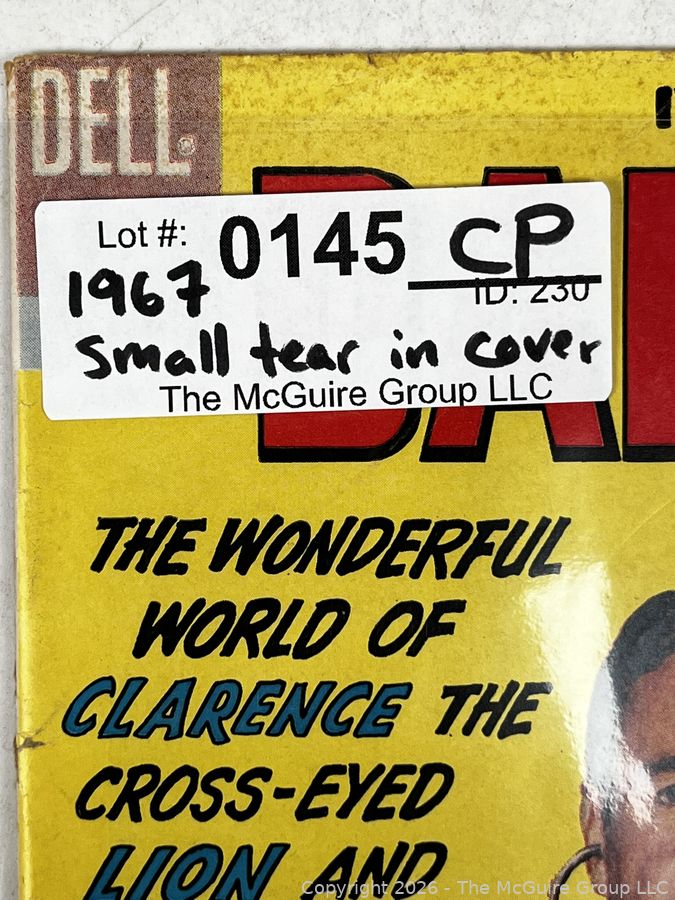 DELL®
Lot #: 0145 CP
1967 ID: 230
small tear in cover
The McGuire Group LLC
THE WONDERFUL
WORLD OF
CLARENCE THE
CROSS-EYED
LION AND
Copyright 2026 - The McGuire Group LLC